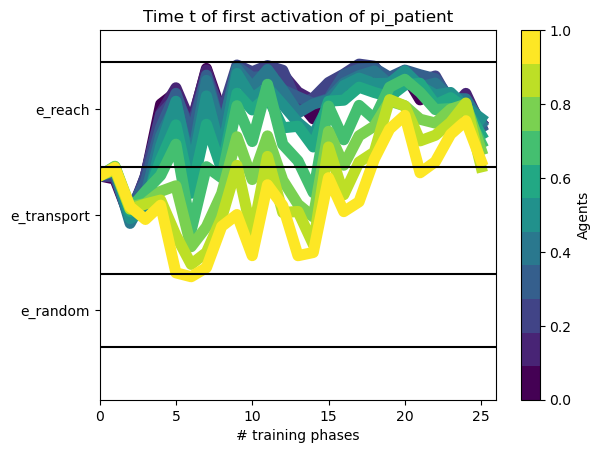 Time t of first activation of pi_patient
e_reach
e_transport
e_random
0 5 10 15 20 25
# training phases
1.0
0.8
0.6
0.4
0.2
0.0
Agents